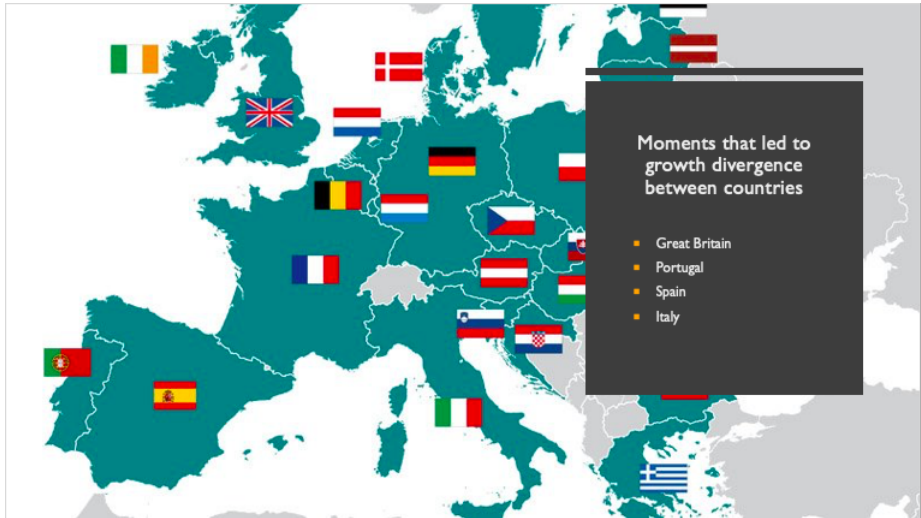 Moments that led to
growth divergence
between countries
Great Britain
Portugal
Spain
Italy